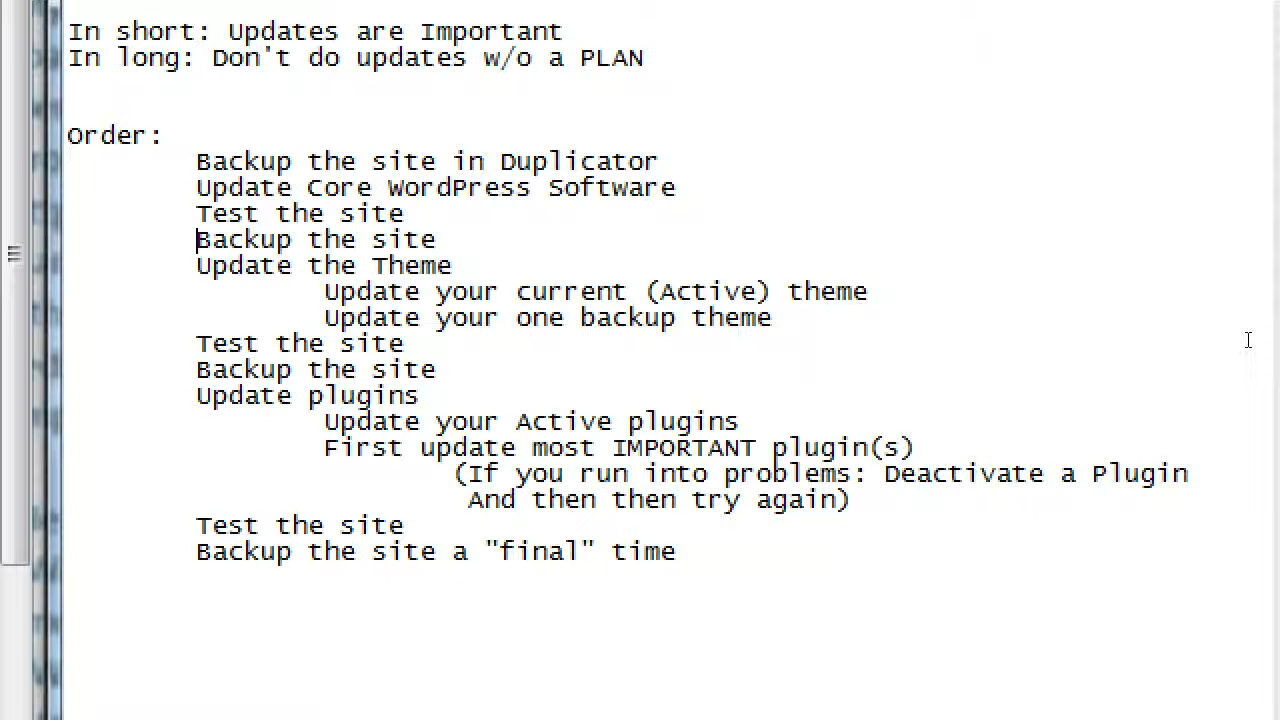 In short: Updates are Important
In long: Don't do updates w/o a PLAN
Order:
Backup the site in Duplicator
Update Core WordPress Software
Test the site
Backup the site
Update the Theme
Update your current (Active) theme
Update your one backup theme
Test the site
Backup the site
Update plugins
Update your Active plugins
First update most IMPORTANT plugin(s)
(If you run into problems: Deactivate a Plugin
And then then try again)
Test the site
Backup the site a "final" time